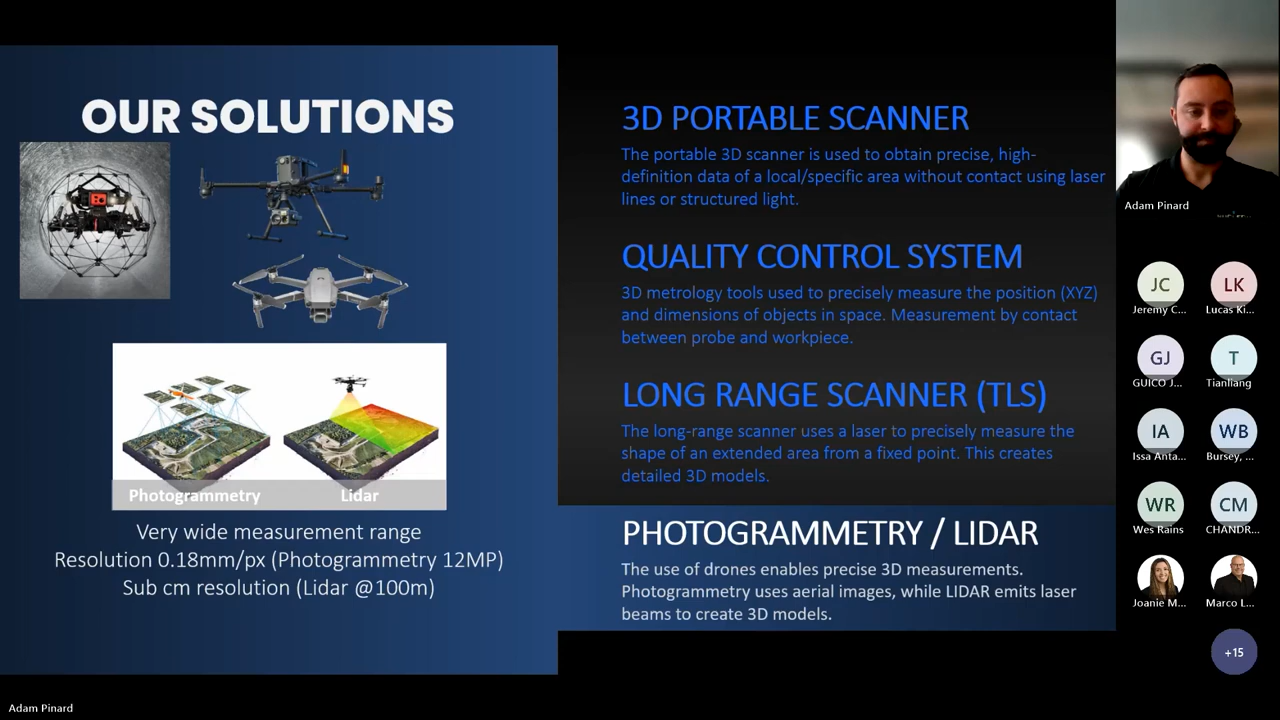 OUR SOLUTIONS
Photogrammetry
Lidar
Very wide measurement range
Resolution 0.18mm/px (Photogrammetry 12MP)
Sub cm resolution (Lidar @100m)
3D PORTABLE SCANNER
The portable 3D scanner is used to obtain precise, high-
definition data of a local/specific area without contact using laser
lines or structured light.
QUALITY CONTROL SYSTEM
3D metrology tools used to precisely measure the position (XYZ)
and dimensions of objects in space. Measurement by contact
between probe and workpiece.
LONG RANGE SCANNER (TLS)
The long-range scanner uses a laser to precisely measure the
shape of an extended area from a fixed point. This creates
detailed 3D models.
PHOTOGRAMMETRY / LIDAR
The use of drones enables precise 3D measurements.
Photogrammetry uses aerial images, while LIDAR emits laser
beams to create 3D models.
Adam Pinard
JC
Jeremy C...
LK
Lucas Ki...
GJ
GUICO J...
T
Tianliang
IA
Issa Anta...
WB
Bursey, ...
WR
Wes Rains
CM
CHANDR...
Joanie M...
Marco L...
+15
Adam Pinard